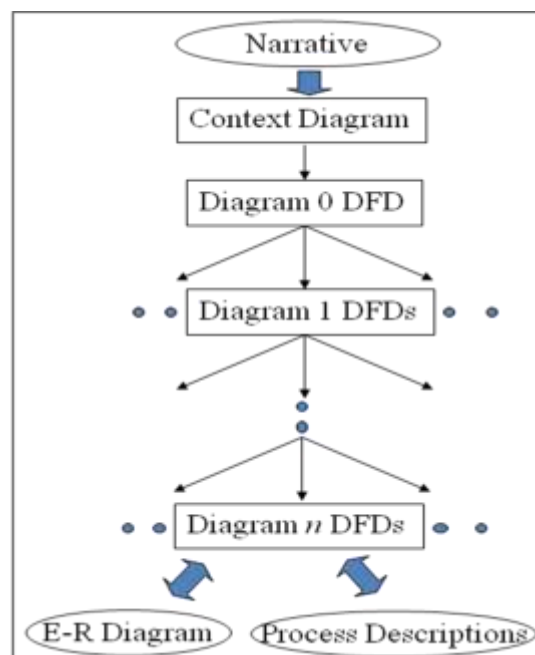 Narrative
Context Diagram
Diagram 0 DFD
Diagram 1 DFDs
Diagram n DFDs
E-R Diagram
Process Descriptions